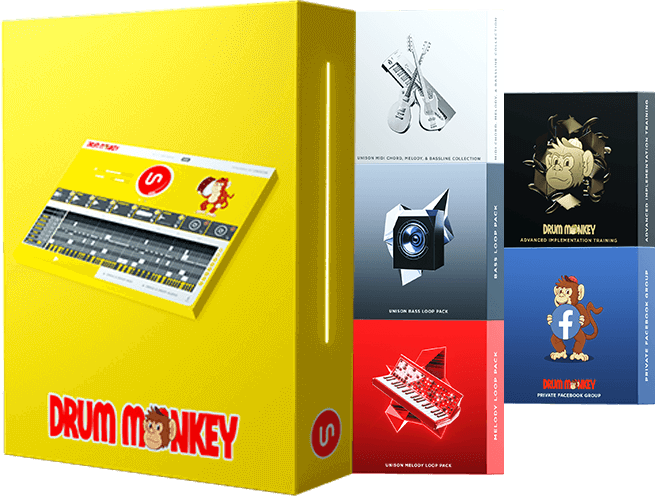 DRUM MONKEY
DRUM MONKEY
UNISON MIDI CHORD, MELODY, & BASSLINE COLLECTION
MIDI CHORD, MELODY, & BASSLINE COLLECTION
UNISON BASS LOOP PACK
BASS LOOP PACK
UNISON MELODY LOOP PACK
MELODY LOOP PACK
DRUM MONKEY
ADVANCED IMPLEMENTATION TRAINING
ADVANCED IMPLEMENTATION TRAINING
DRUM MONKEY
PRIVATE FACEBOOK GROUP
PRIVATE FACEBOOK GROUP